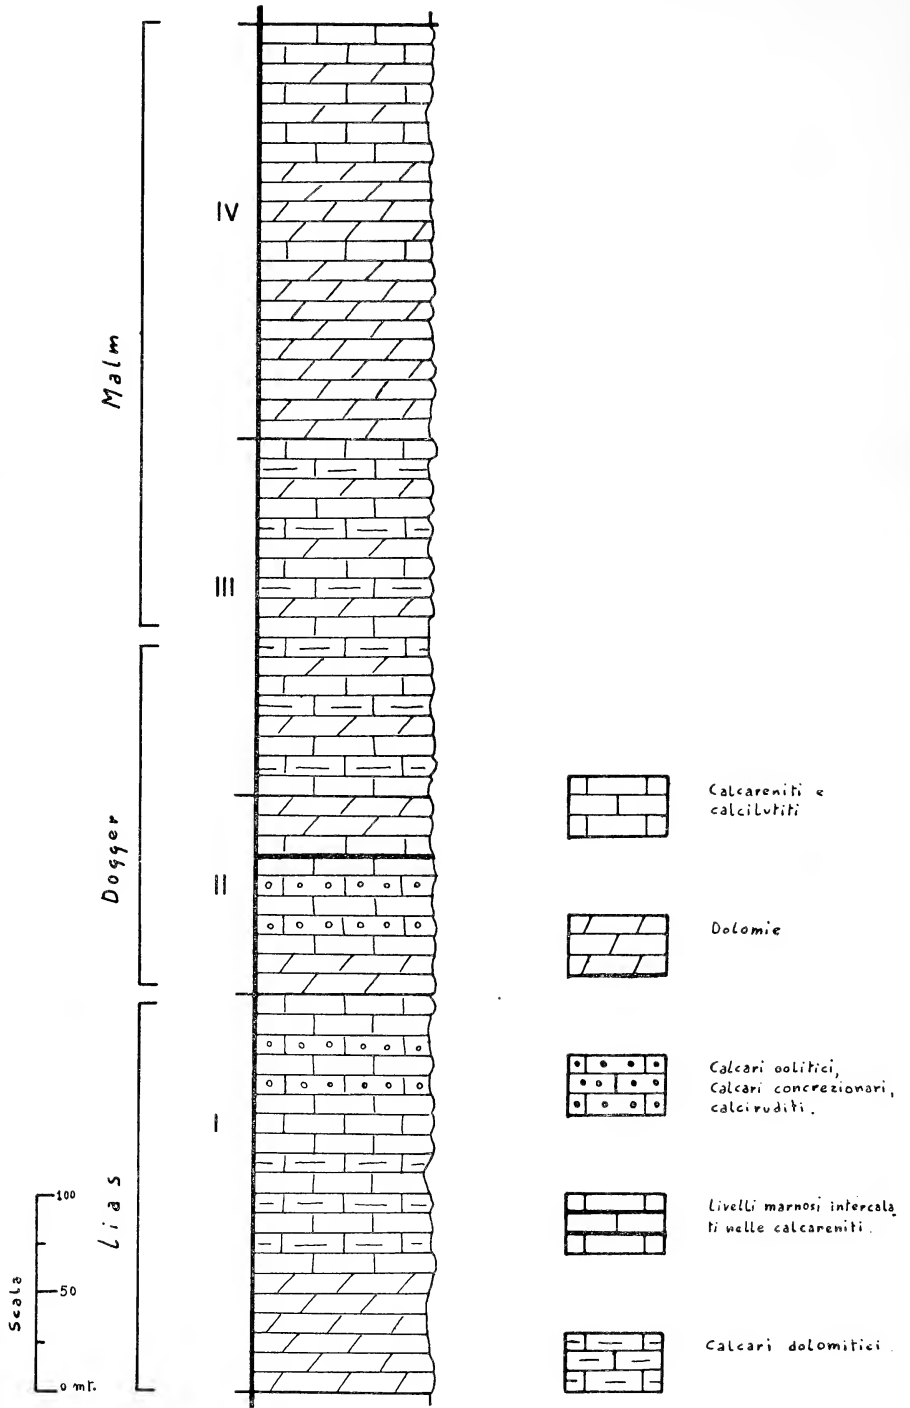 Malm
Dogger
Lias
IV
III
II
I
Scala
100
50
0 mt.
Calcareniti e
calcilutiti
Dolomie
Calcari oolitici,
Calcari concrezionari,
calciruditi.
Livelli marnosi intercala
ti nelle calcareniti.
Calcari dolomitici